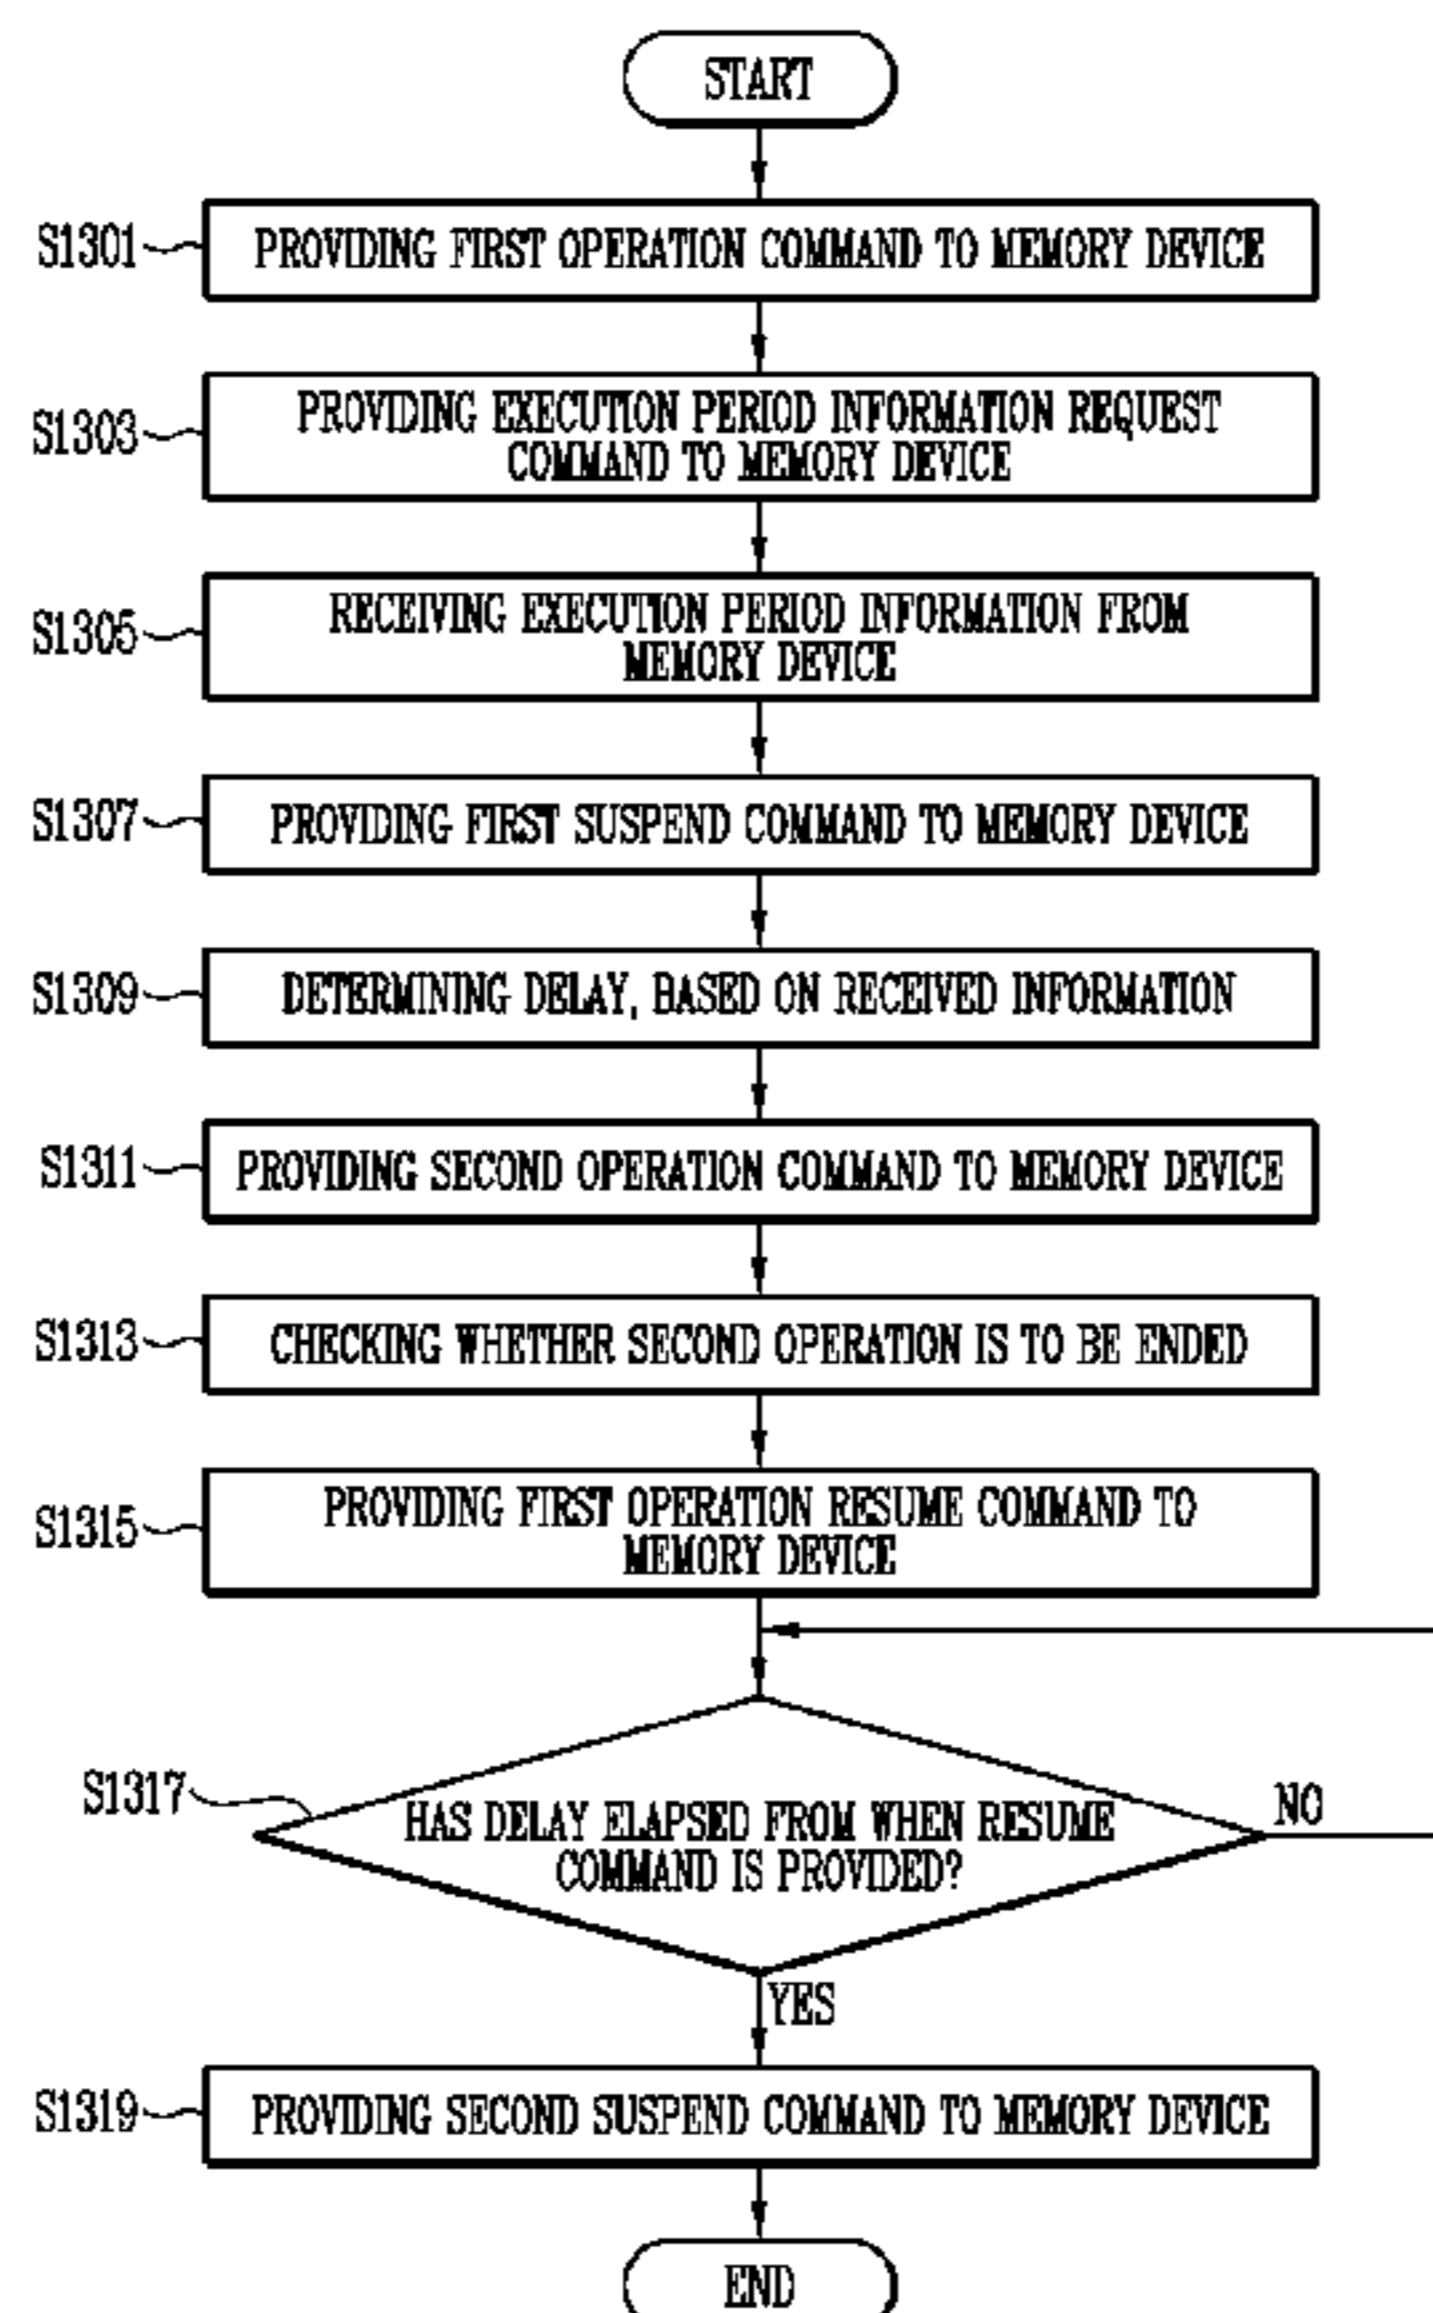 START
S1301
PROVIDING FIRST OPERATION COMMAND TO MEMORY DEVICE
S1303
PROVIDING EXECUTION PERIOD INFORMATION REQUEST
COMMAND TO MEMORY DEVICE
S1305
RECEIVING EXECUTION PERIOD INFORMATION FROM
MEMORY DEVICE
S1307
PROVIDING FIRST SUSPEND COMMAND TO MEMORY DEVICE
S1309
DETERMINING DELAY, BASED ON RECEIVED INFORMATION
S1311
PROVIDING SECOND OPERATION COMMAND TO MEMORY DEVICE
S1313
CHECKING WHETHER SECOND OPERATION IS TO BE ENDED
S1315
PROVIDING FIRST OPERATION RESUME COMMAND TO
MEMORY DEVICE
S1317
HAS DELAY ELAPSED FROM WHEN RESUME
COMMAND IS PROVIDED?
NO
YES
S1319
PROVIDING SECOND SUSPEND COMMAND TO MEMORY DEVICE
END